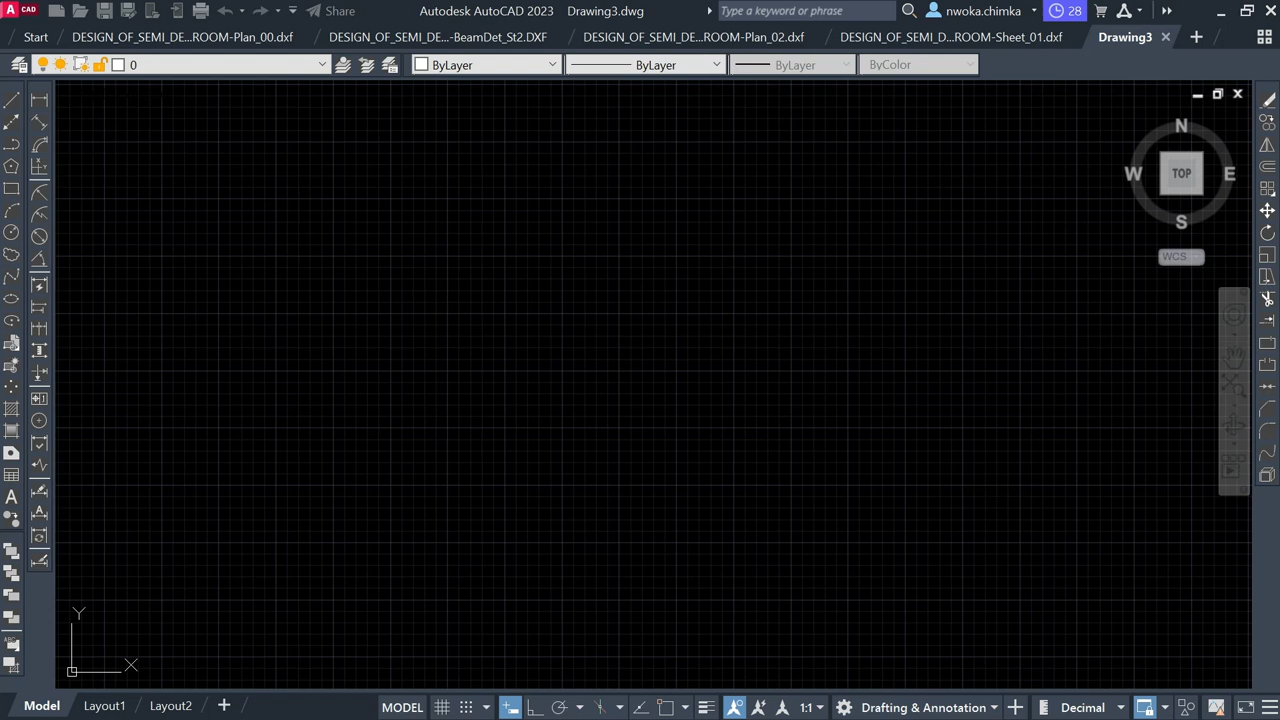 CAD
Share
Autodesk AutoCAD 2023 Drawing3.dwg
Type a keyword or phrase
nwoka.chimka
28
Start
DESIGN_OF_SEMI_DE...ROOM-Plan_00.dxf
DESIGN_OF_SEMI_DE...-BeamDet_St2.DXF
DESIGN_OF_SEMI_DE...ROOM-Plan_02.dxf
DESIGN_OF_SEMI_D...ROOM-Sheet_01.dxf
Drawing3
0
ByLayer
ByLayer
ByLayer
ByColor
N
W
TOP
E
S
WCS
A
A
ABC
Y
X
Model
Layout1
Layout2
MODEL
1:1
Drafting & Annotation
Decimal